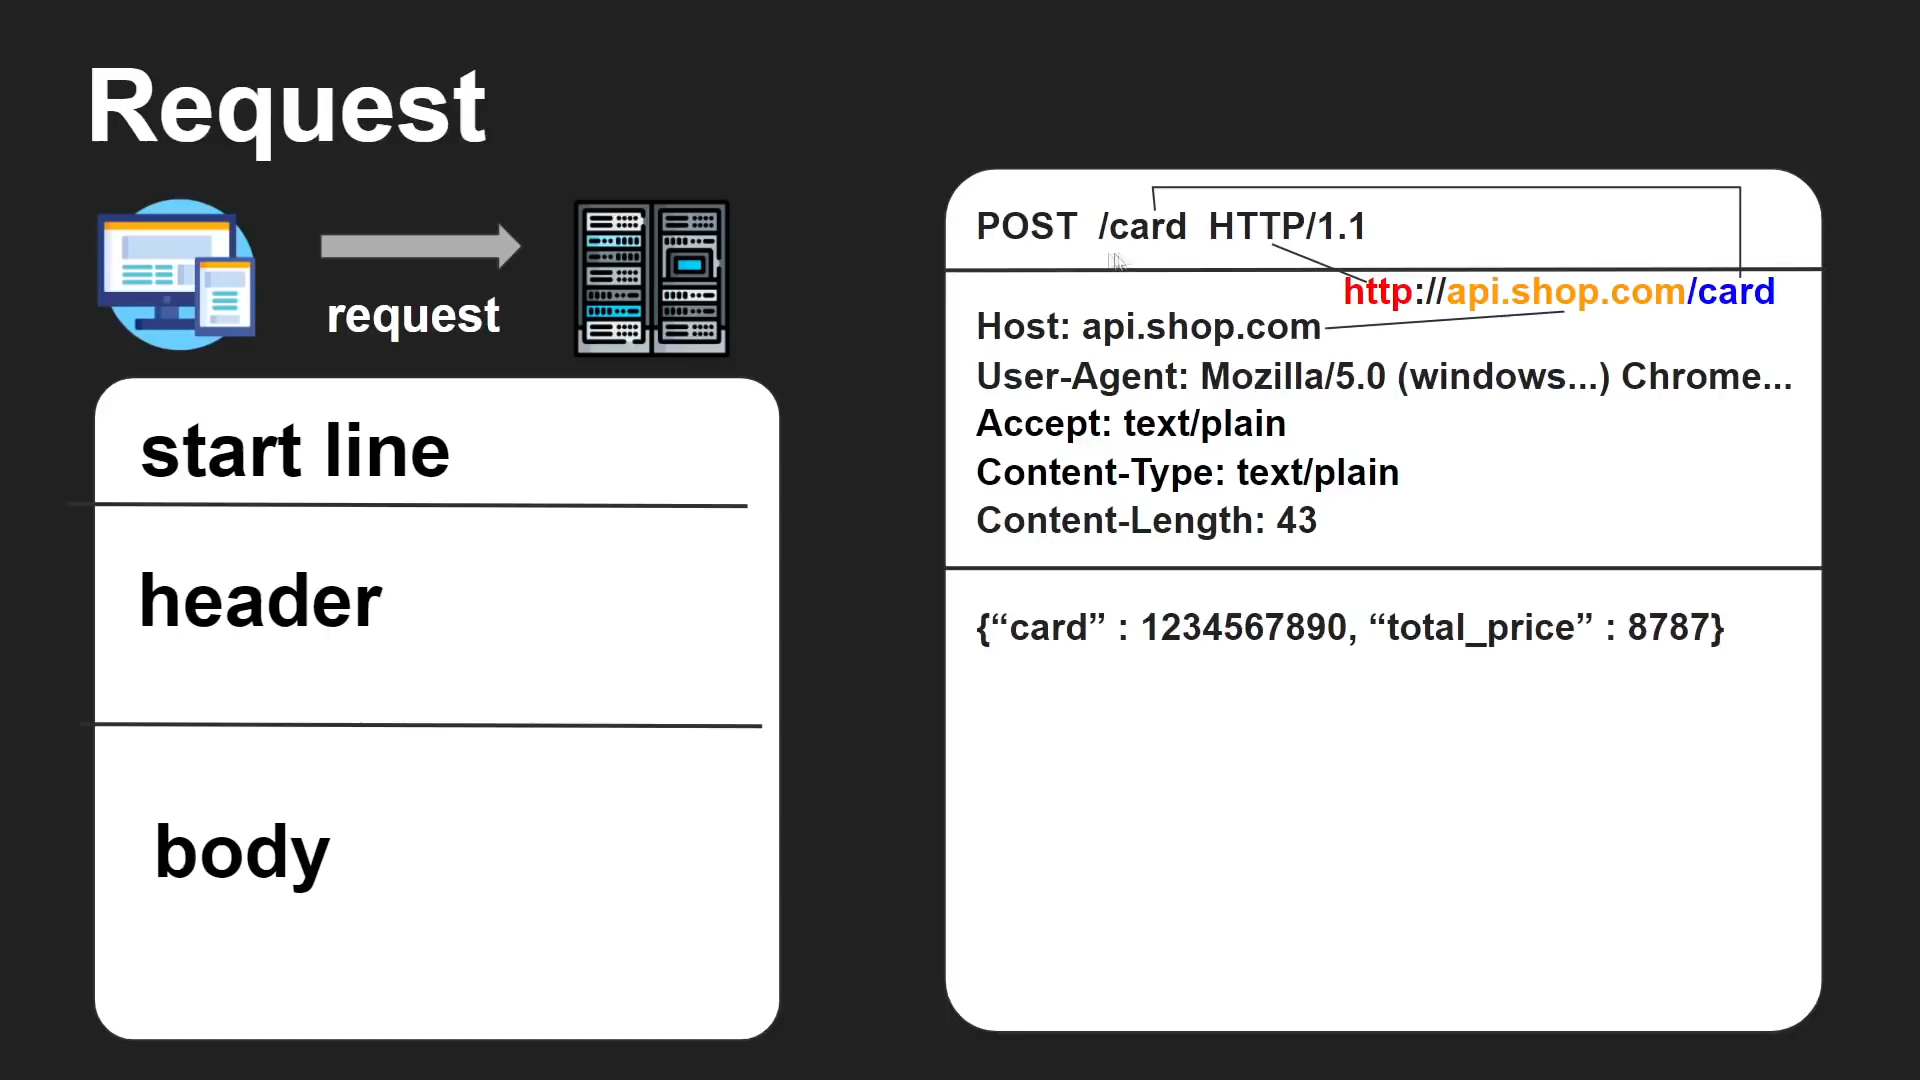 Request
request
start line
header
body
POST /card HTTP/1.1
http://api.shop.com/card
Host: api.shop.com
User-Agent: Mozilla/5.0 (windows...) Chrome...
Accept: text/plain
Content-Type: text/plain
Content-Length: 43
{“card” : 1234567890, “total_price” : 8787}